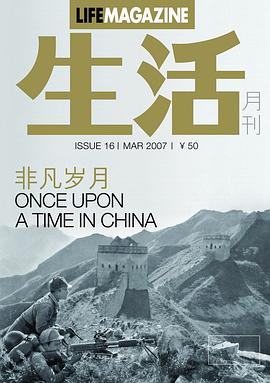 LIFEMAGAZINE
生活
月刊
ISSUE 16 | MAR 2007 | ¥ 50
非凡岁月
ONCE UPON
A TIME IN CHINA